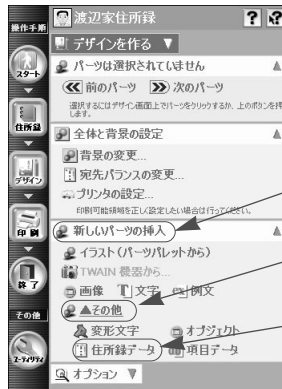 操作手順
渡辺家住所録
デザインを作る ▼
スタート
パーツは選択されていません
前のパーツ 次のパーツ
選択するにはデザイン画面上でパーツをクリックするか、上のボタンを押します。
住所録
全体と背景の設定
背景の変更...
デザイン
宛先バランスの変更...
プリンタの設定...
印刷可能領域を正しく設定したい場合は行ってください。
印刷
新しいパーツの挿入
イラスト(パーツパレットから)
TWAIN 機器から...
終了
画像 文字 例文
▲その他
その他
変形文字 オブジェクト
住所録データ 項目データ
ユーティリティ
オプション ▼